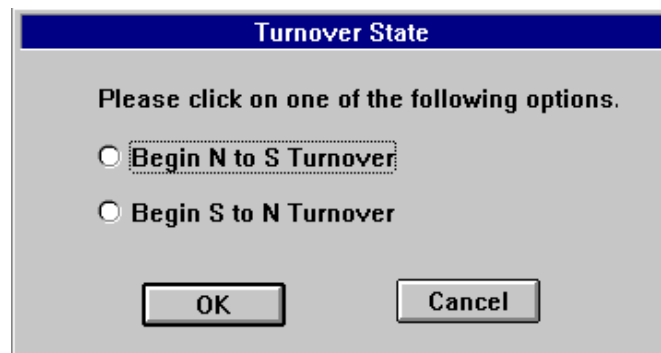 Turnover State
Please click on one of the following options.
Begin N to S Turnover
Begin S to N Turnover
OK Cancel